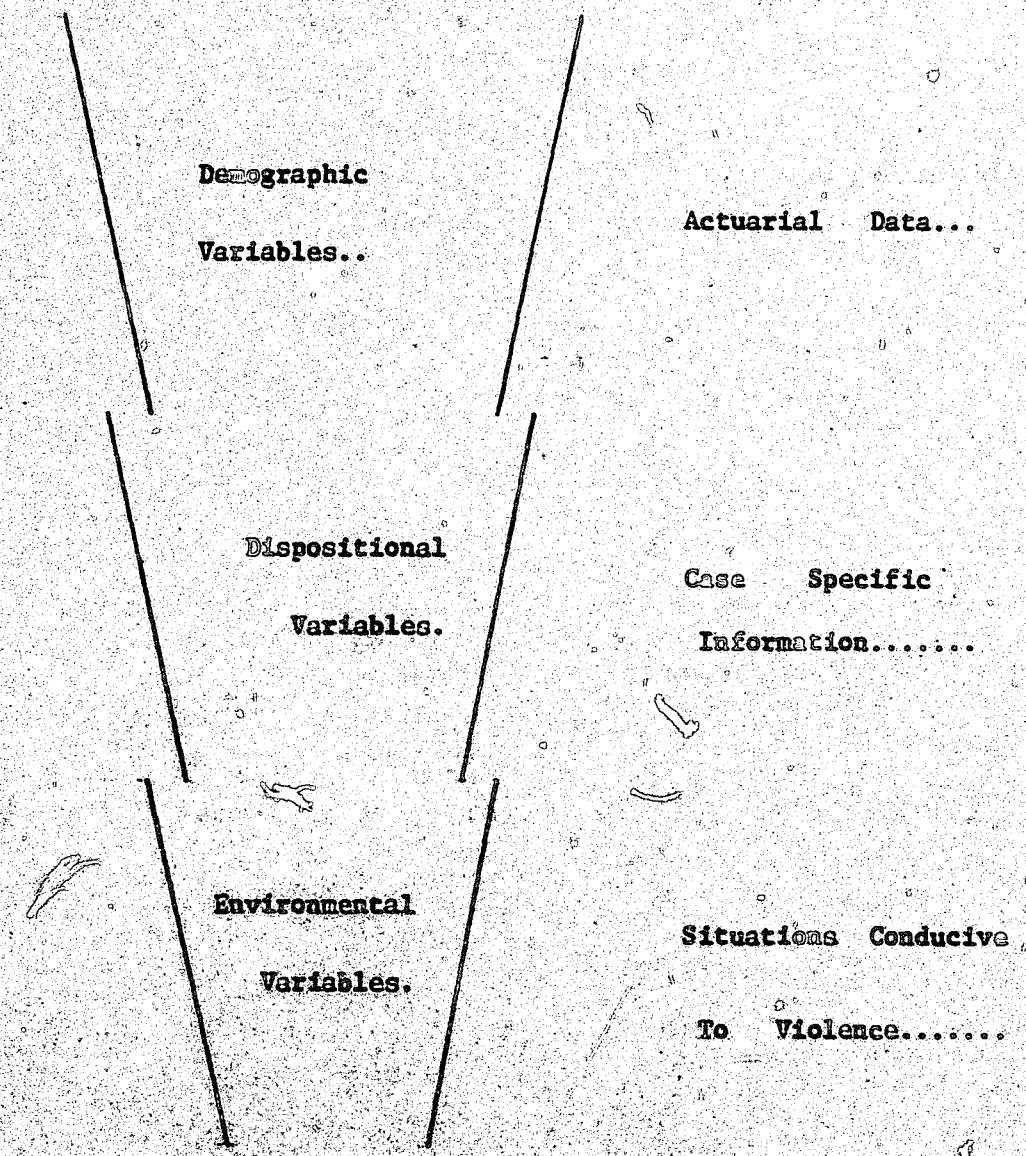 Demographic
Variables..
Actuarial Data...
Dispositional
Variables.
Case Specific
Information.......
Environmental
Variables.
Situations Conducive
To Violence.......